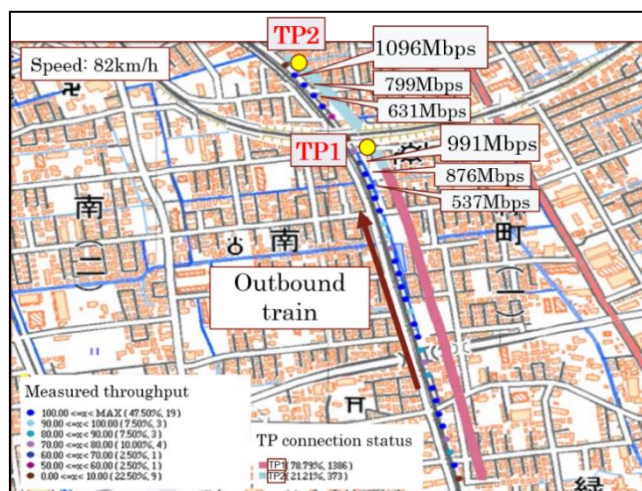 TP2
1096Mbps
Speed: 82km/h
799Mbps
631Mbps
TP1
991Mbps
876Mbps
537Mbps
南
(二)
南
町
(一)
Outbound
train
Measured throughput
100.00 <=x< MAX ( 47.50%, 19)
90.00 <=x< 100.00 ( 7.50%, 3)
80.00 <=x< 90.00 ( 7.50%, 3)
70.00 <=x< 80.00 ( 10.00%, 4)
60.00 <=x< 70.00 ( 2.50%, 1)
50.00 <=x< 60.00 ( 2.50%, 1)
0.00 <=x< 10.00 ( 22.50%, 9)
TP connection status
TP1(78.79%, 1386)
TP2(21.21%, 373)
緑